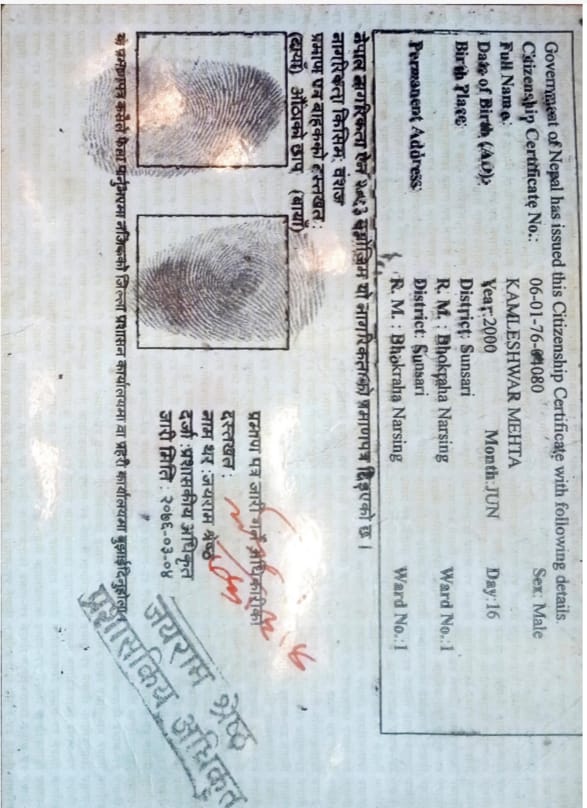 Government of Nepal has issued this Citizenship Certificate with following details.
Citizenship Certificate No.: 06-01-76-04080 Sex: Male
Full Name: KAMLESHWAR MEHTA
Date of Birth (AD): Year:2000 Month:JUN Day:16
Birth Place: District: Sunsari
R. M. : Bhokraha Narsing Ward No.:1
Permanent Address: District: Sunsari
R. M. : Bhokraha Narsing Ward No.:1
नेपाल नागरिकता ऐन २०६३ बमोजिम यो नागरिकताको प्रमाणपत्र दिइएको छ ।
नागरिकता किसिम: वंशज
प्रमाण पत्र बाहकको दस्तखत :
(दायाँ) औंठाको छाप (बायाँ)
प्रमाण पत्र जारी गर्ने अधिकारीको
दस्तखत :
नाम थर :जयराम श्रेष्ठ
दर्जा :प्रशासकीय अधिकृत
जारी मिति : २०७६-०३-०४
जयराम श्रेष्ठ
प्रशासकिय अधिकृत
यो प्रमाणपत्र कसैले फेला पार्नुभएमा नजिकको जिल्ला प्रशासन कार्यालयमा वा प्रहरी कार्यालयमा बुझाईदिनुहोला।